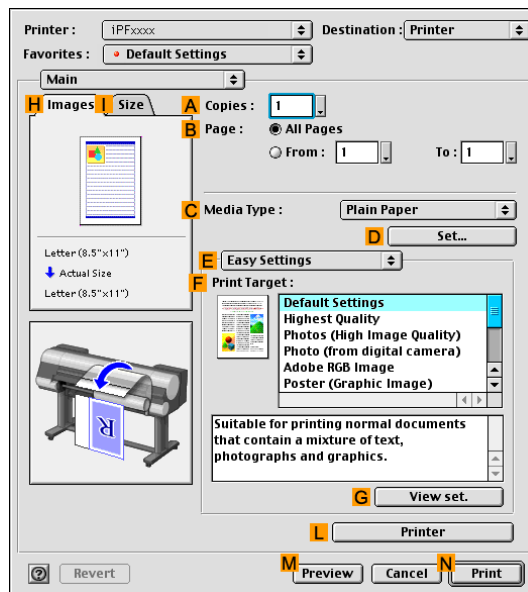 Printer : iPFxxxx Destination : Printer
Favorites : Default Settings
Main
H Images I Size
A Copies : 1
B Page : All Pages
From : 1 To : 1
C Media Type : Plain Paper
D Set...
Letter (8.5"x11")
Actual Size
Letter (8.5"x11")
E Easy Settings
F Print Target :
Default Settings
Highest Quality
Photos (High Image Quality)
Photo (from digital camera)
Adobe RGB Image
Poster (Graphic Image)
R
Suitable for printing normal documents
that contain a mixture of text,
photographs and graphics.
G View set.
L Printer
? Revert M Preview Cancel N Print